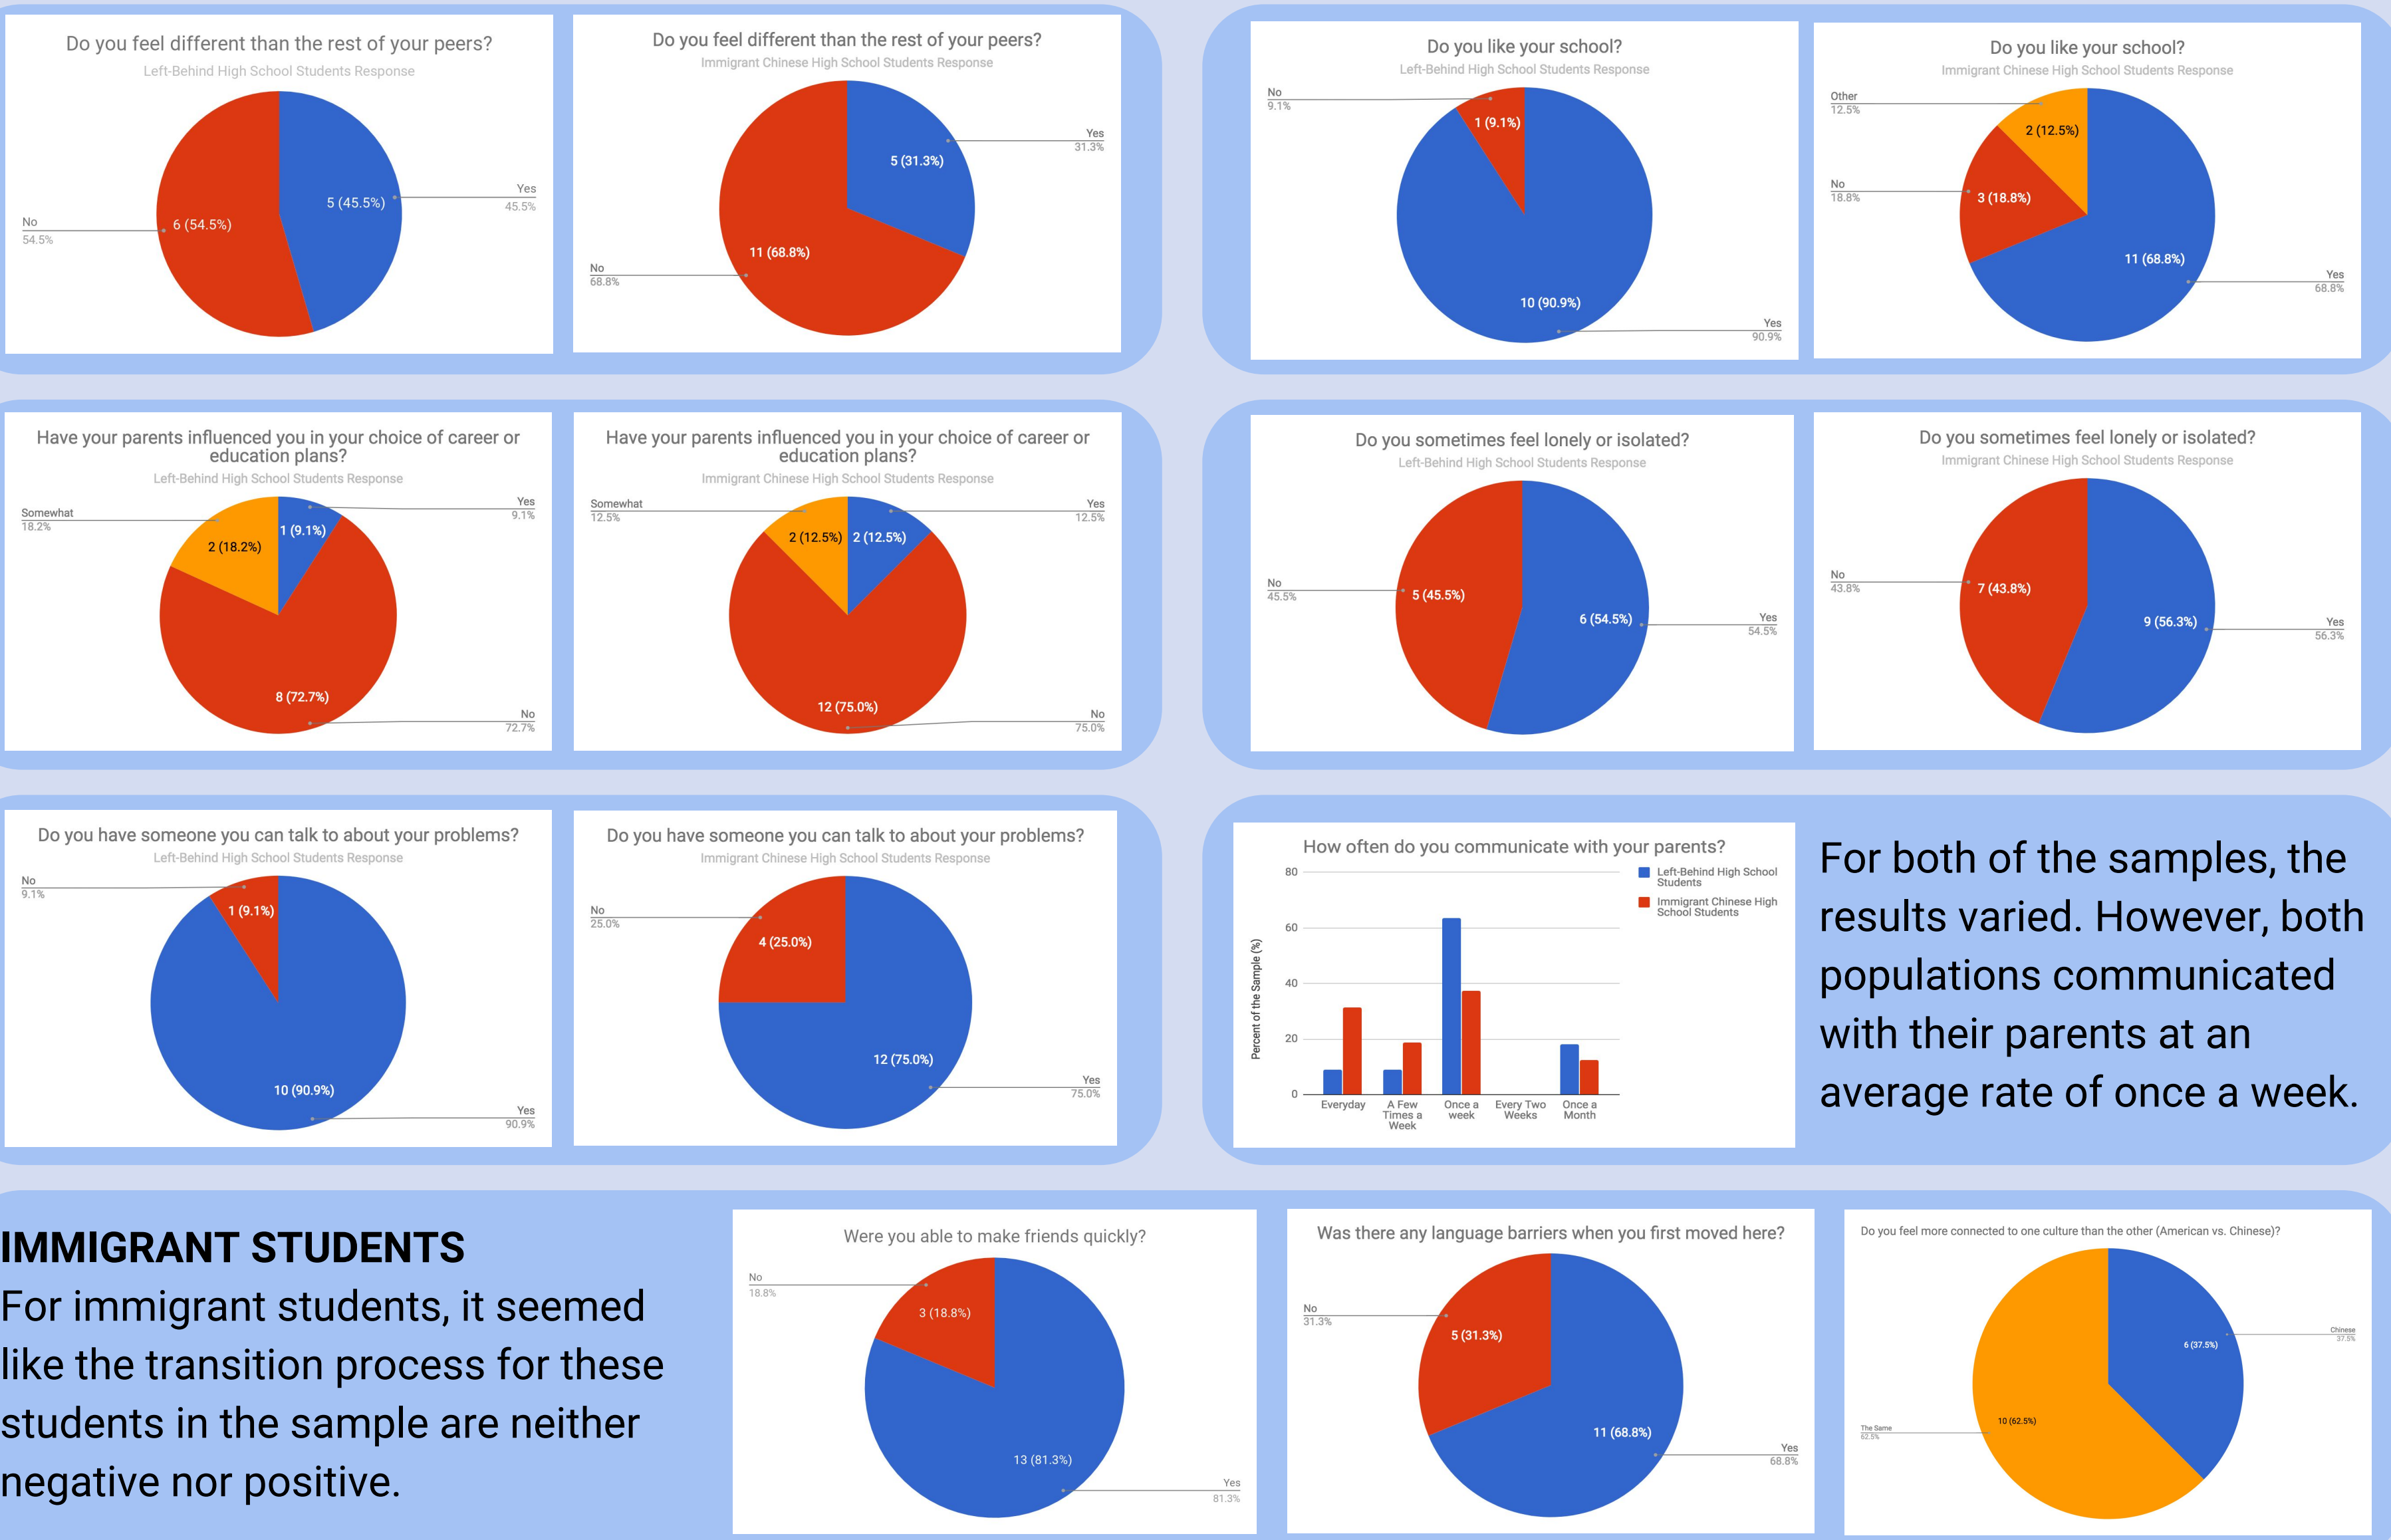 Do you feel different than the rest of your peers?
Left-Behind High School Students Response
Yes
45.5%
5 (45.5%)
6 (54.5%)
No
54.5%
Do you feel different than the rest of your peers?
Immigrant Chinese High School Students Response
Yes
31.3%
5 (31.3%)
11 (68.8%)
No
68.8%
Do you like your school?
Left-Behind High School Students Response
No
9.1%
1 (9.1%)
10 (90.9%)
Yes
90.9%
Do you like your school?
Immigrant Chinese High School Students Response
Other
12.5%
2 (12.5%)
No
18.8%
3 (18.8%)
11 (68.8%)
Yes
68.8%
Have your parents influenced you in your choice of career or
education plans?
Left-Behind High School Students Response
Yes
9.1%
Somewhat
18.2%
1 (9.1%)
2 (18.2%)
8 (72.7%)
No
72.7%
Have your parents influenced you in your choice of career or
education plans?
Immigrant Chinese High School Students Response
Somewhat
12.5%
Yes
12.5%
2 (12.5%)
2 (12.5%)
12 (75.0%)
No
75.0%
Do you sometimes feel lonely or isolated?
Left-Behind High School Students Response
No
45.5%
5 (45.5%)
6 (54.5%)
Yes
54.5%
Do you sometimes feel lonely or isolated?
Immigrant Chinese High School Students Response
No
43.8%
7 (43.8%)
9 (56.3%)
Yes
56.3%
Do you have someone you can talk to about your problems?
Left-Behind High School Students Response
No
9.1%
1 (9.1%)
10 (90.9%)
Yes
90.9%
Do you have someone you can talk to about your problems?
Immigrant Chinese High School Students Response
No
25.0%
4 (25.0%)
12 (75.0%)
Yes
75.0%
How often do you communicate with your parents?
Left-Behind High School
Students
Immigrant Chinese High
School Students
Percent of the Sample (%)
80
60
40
20
0
Everyday
A Few
Times a
Week
Once a
week
Every Two
Weeks
Once a
Month
For both of the samples, the
results varied. However, both
populations communicated
with their parents at an
average rate of once a week.
IMMIGRANT STUDENTS
For immigrant students, it seemed
like the transition process for these
students in the sample are neither
negative nor positive.
Were you able to make friends quickly?
No
18.8%
3 (18.8%)
13 (81.3%)
Yes
81.3%
Was there any language barriers when you first moved here?
No
31.3%
5 (31.3%)
11 (68.8%)
Yes
68.8%
Do you feel more connected to one culture than the other (American vs. Chinese)?
Chinese
37.5%
6 (37.5%)
10 (62.5%)
The Same
62.5%